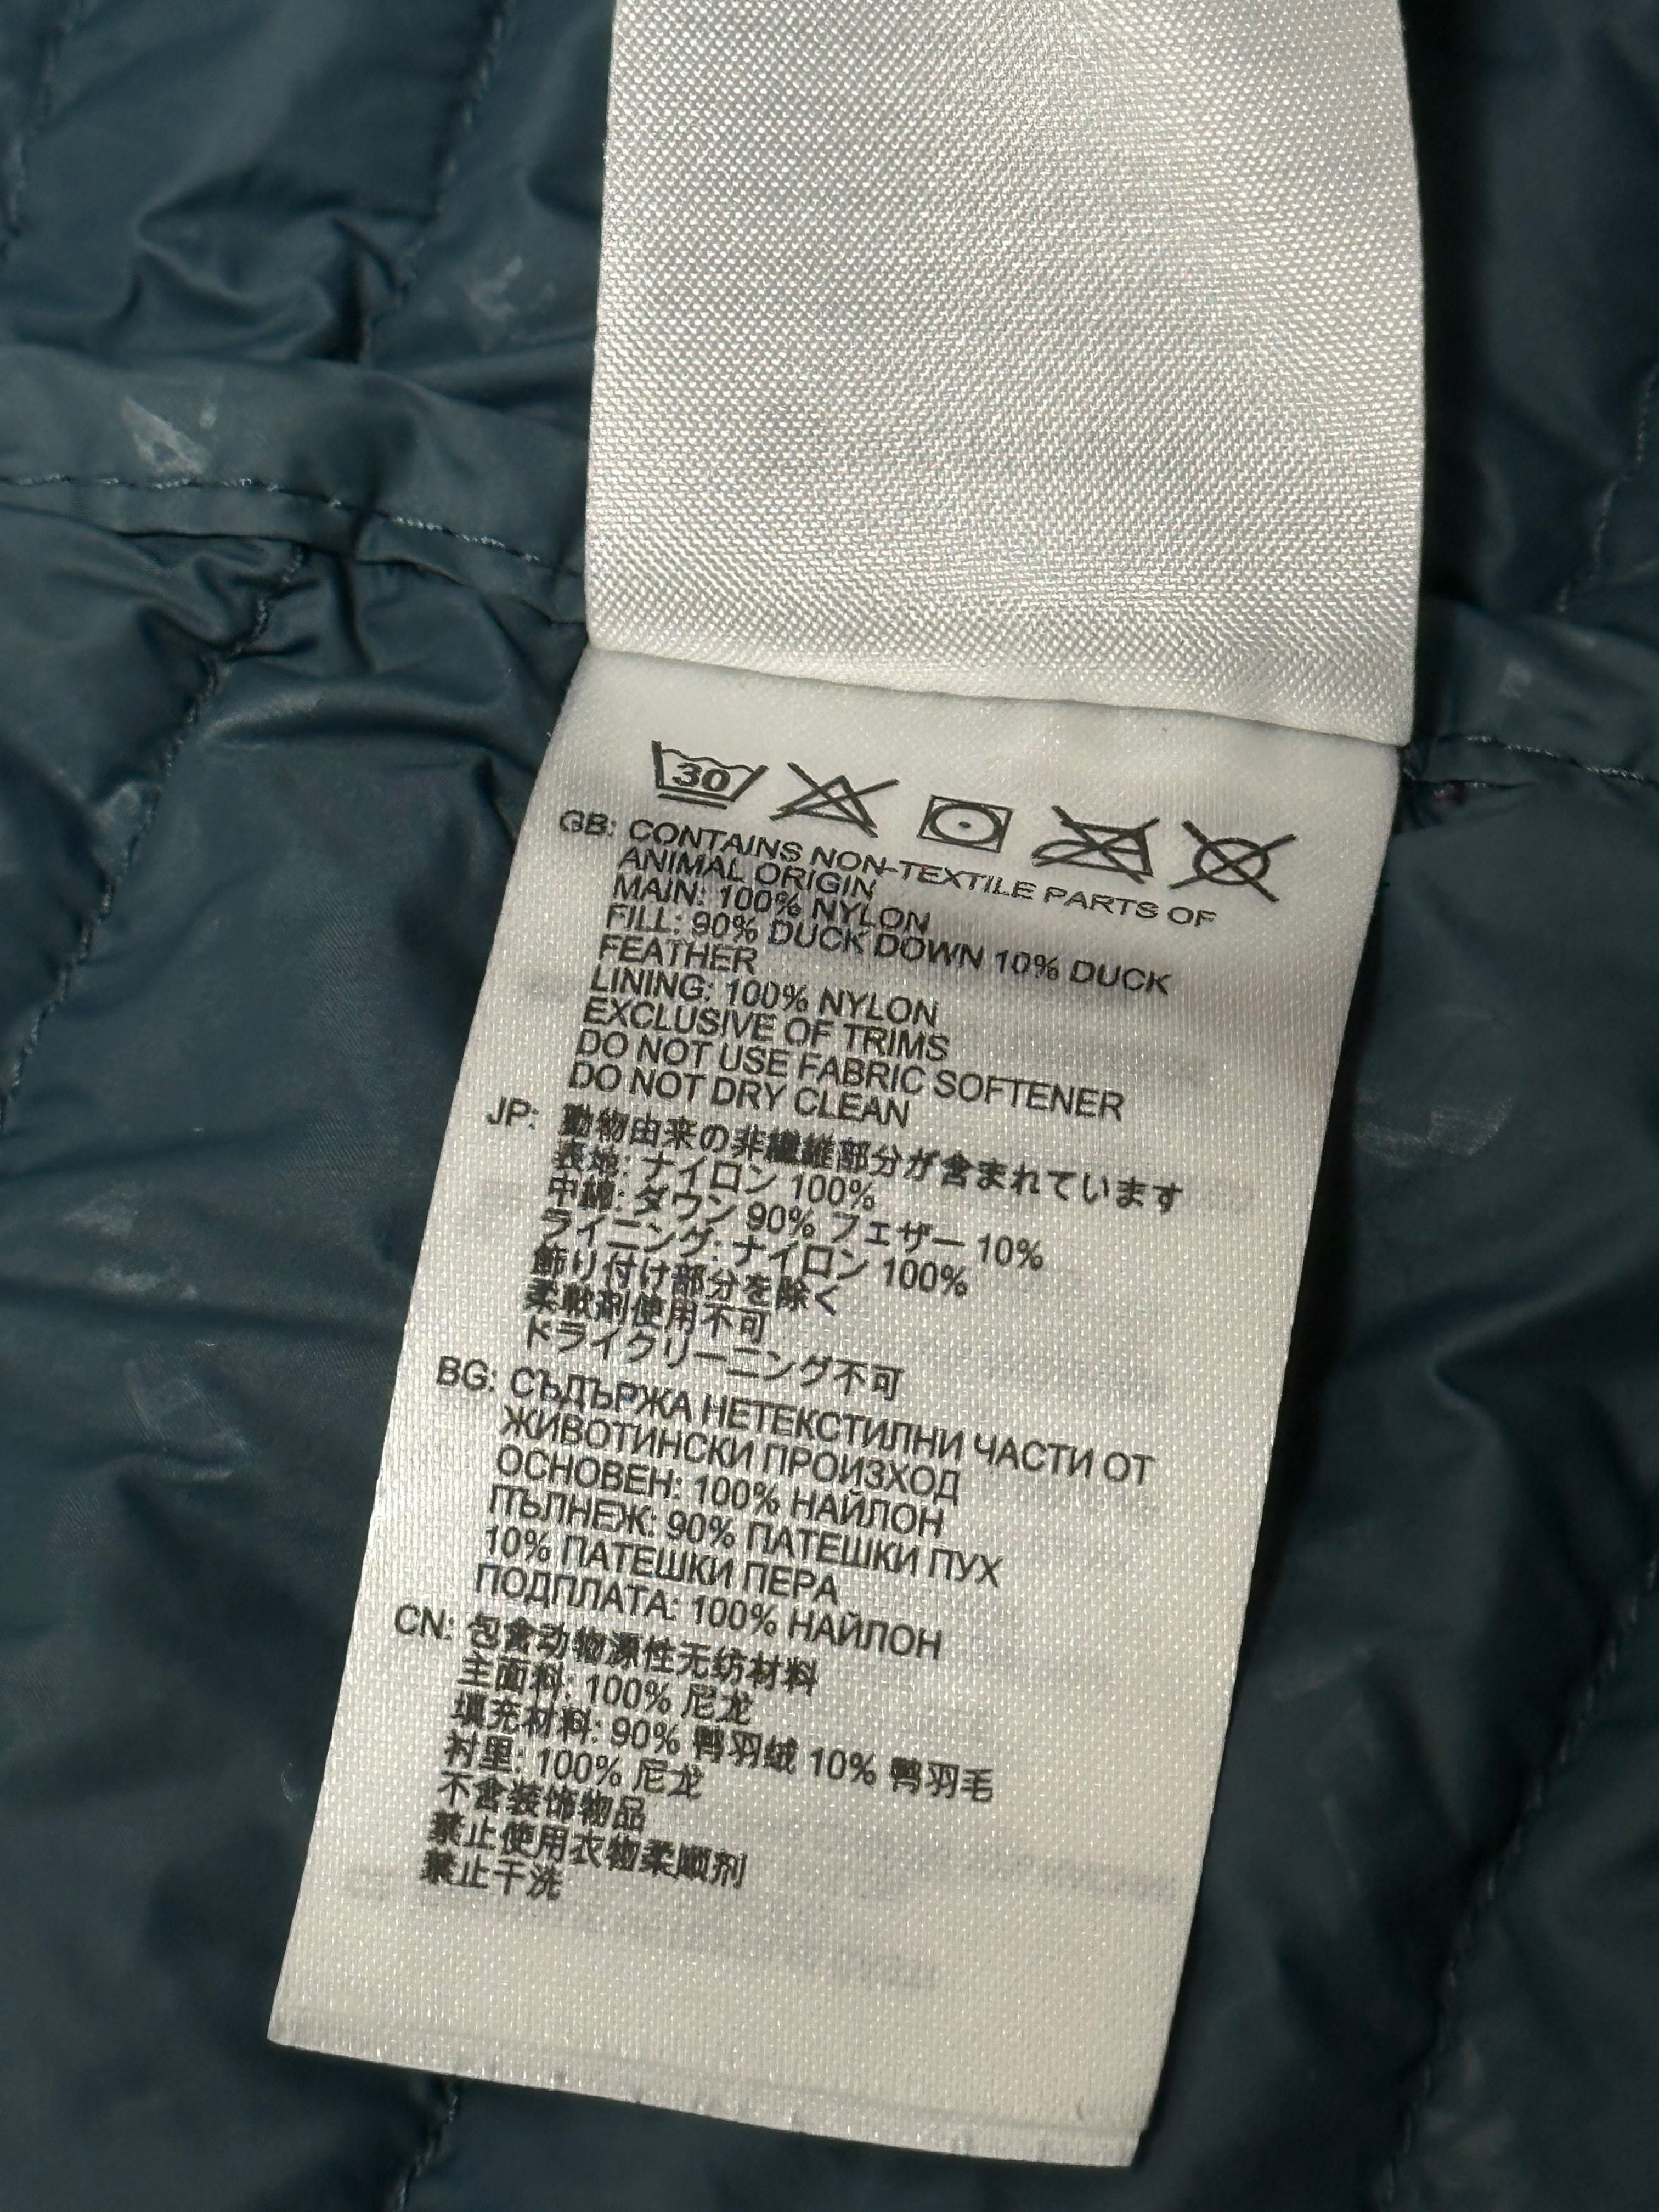 30
GB: CONTAINS NON-TEXTILE PARTS OF
ANIMAL ORIGIN
MAIN: 100% NYLON
FILL: 90% DUCK DOWN 10% DUCK
FEATHER
LINING: 100% NYLON
EXCLUSIVE OF TRIMS
DO NOT USE FABRIC SOFTENER
DO NOT DRY CLEAN
JP: 動物由来の非繊維部分が含まれています
表地: ナイロン 100%
中綿: ダウン 90% フェザー 10%
ライニング: ナイロン 100%
飾り付け部分を除く
柔軟剤使用不可
ドライクリーニング不可
BG: СЪДЪРЖА НЕТЕКСТИЛНИ ЧАСТИ ОТ
ЖИВОТИНСКИ ПРОИЗХОД
ОСНОВЕН: 100% НАЙЛОН
ПЪЛНЕЖ: 90% ПАТЕШКИ ПУХ
10% ПАТЕШКИ ПЕРА
ПОДПЛАТА: 100% НАЙЛОН
CN: 包含动物源性无纺材料
主面料: 100% 尼龙
填充材料: 90% 鸭羽绒 10% 鸭羽毛
衬里: 100% 尼龙
不含装饰物品
禁止使用衣物柔顺剂
禁止干洗